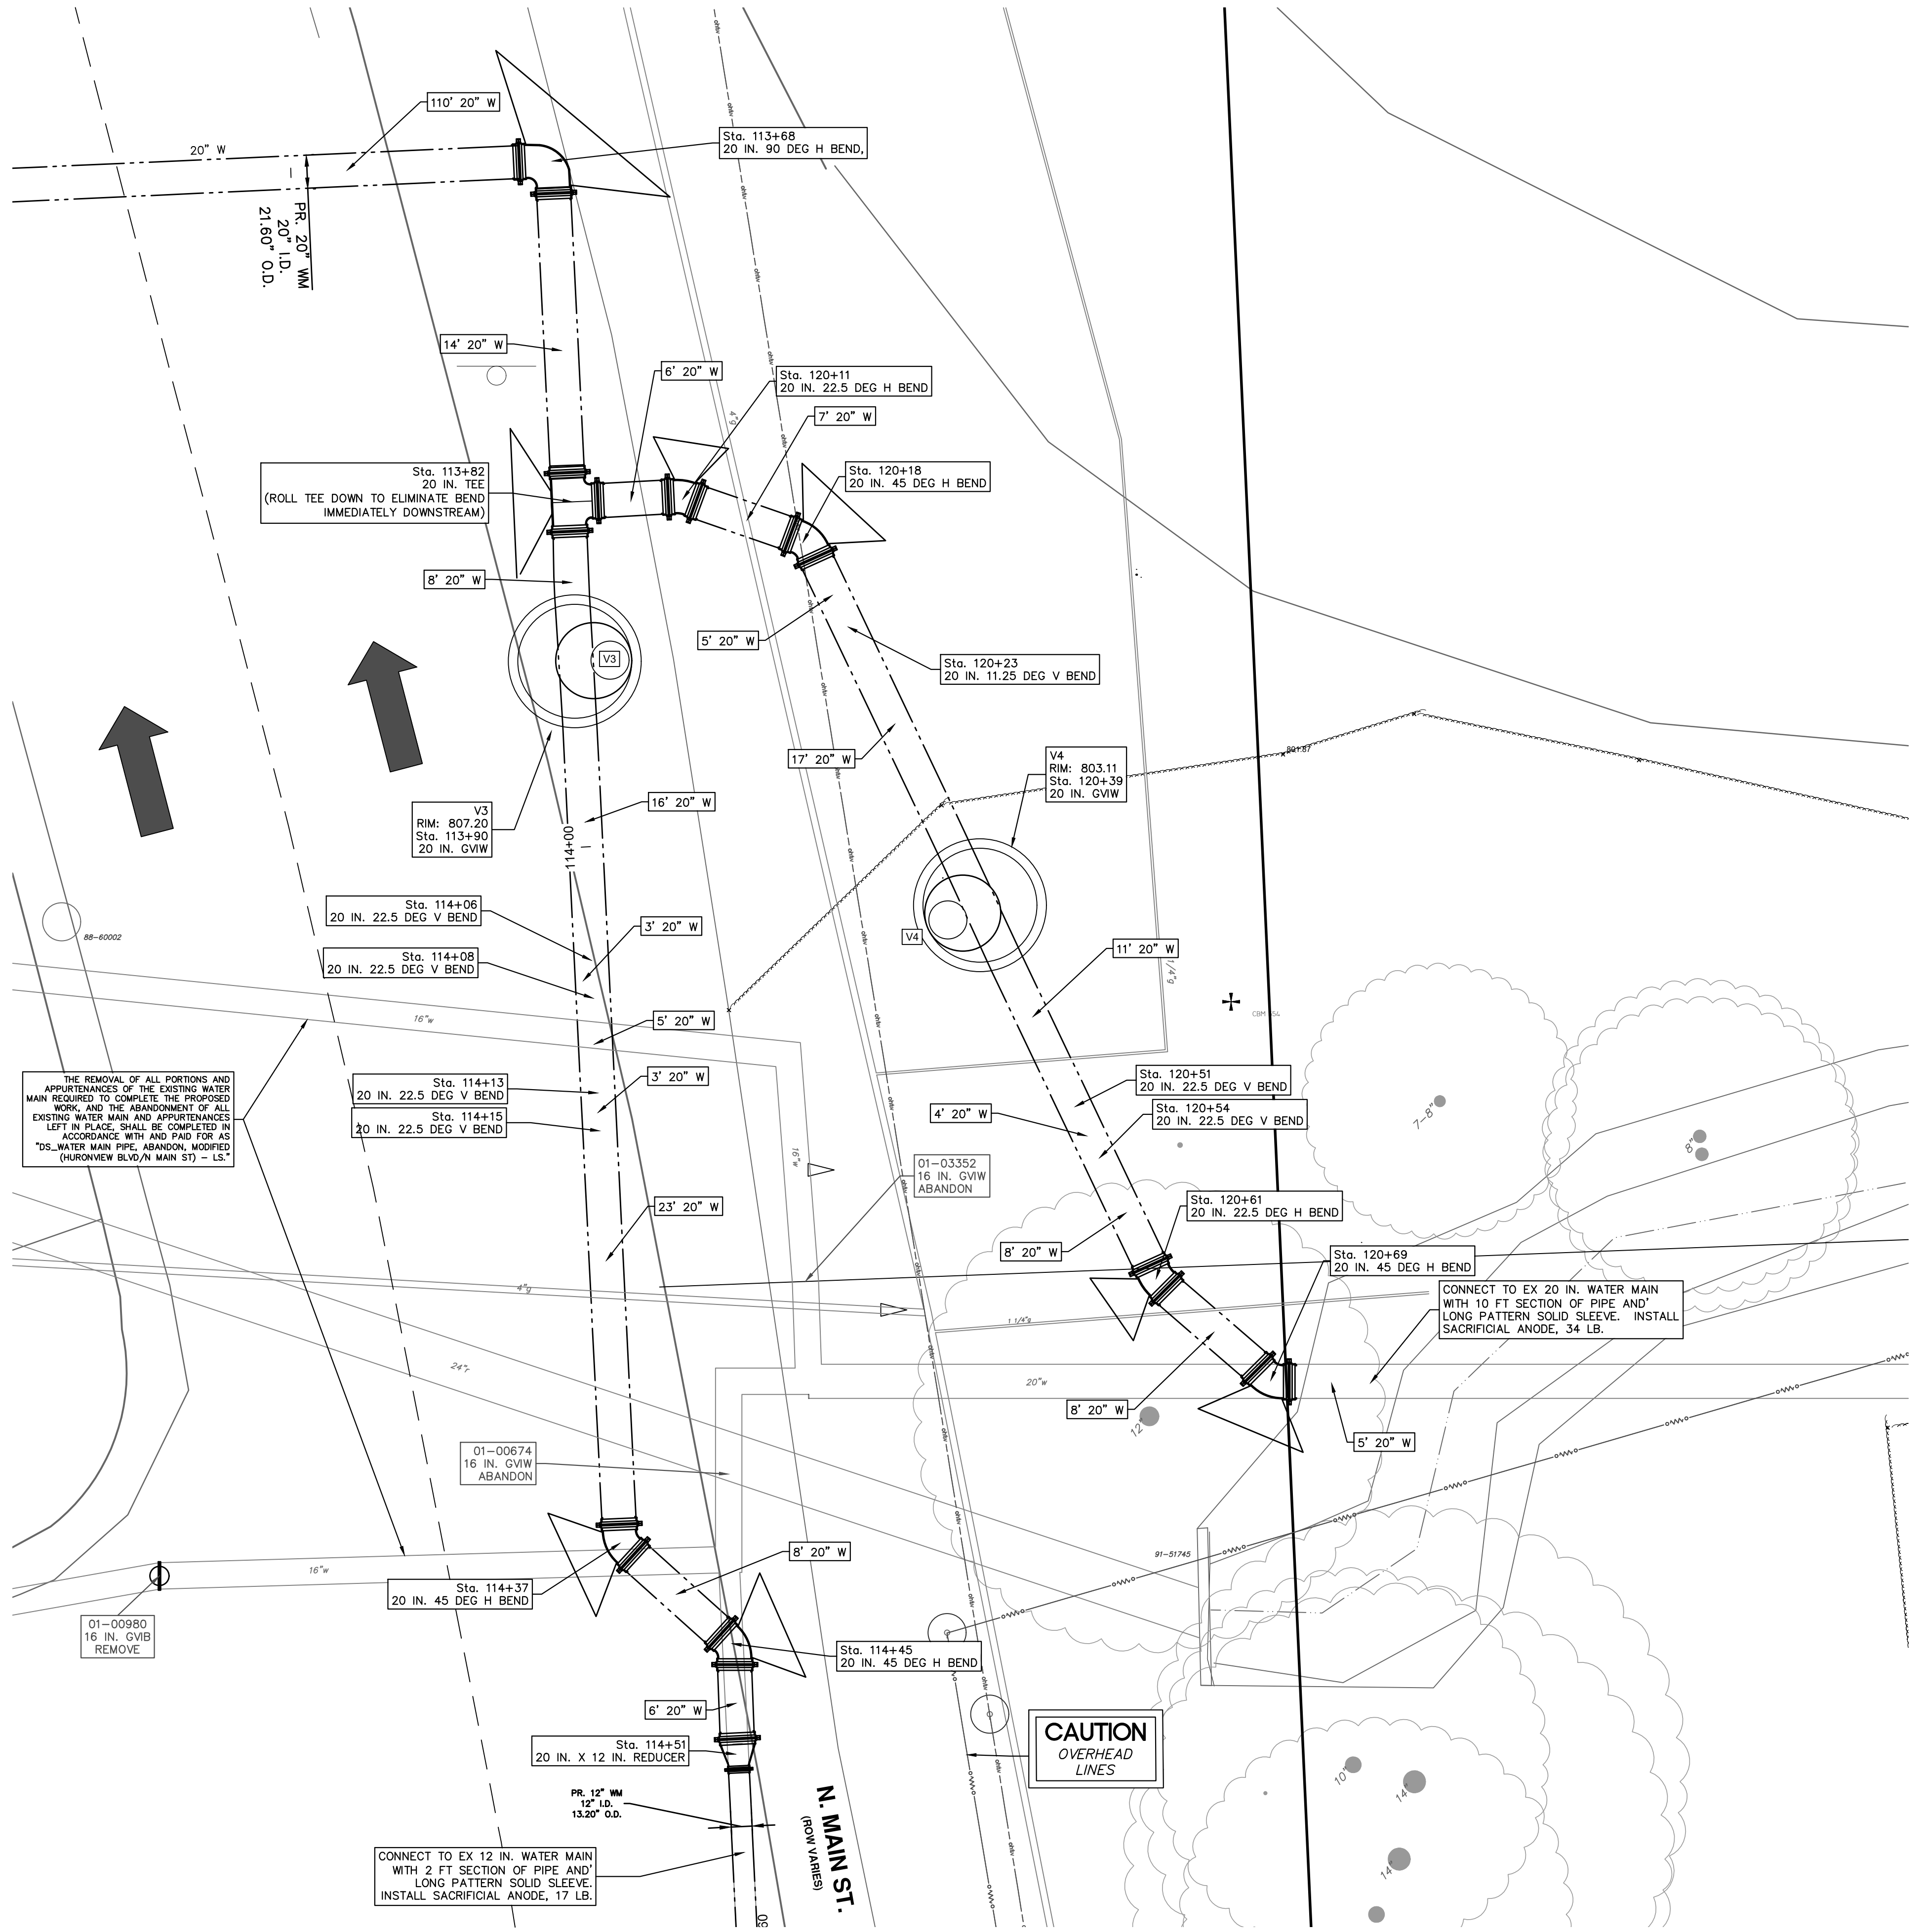 110' 20" W
Sta. 113+68
20 IN. 90 DEG H BEND,
20" W
PR. 20" WM
20" I.D.
21.60" O.D.
14' 20" W
6' 20" W
Sta. 120+11
20 IN. 22.5 DEG H BEND
7' 20" W
4"g
Sta. 113+82
20 IN. TEE
(ROLL TEE DOWN TO ELIMINATE BEND
IMMEDIATELY DOWNSTREAM)
Sta. 120+18
20 IN. 45 DEG H BEND
8' 20" W
5' 20" W
V3
Sta. 120+23
20 IN. 11.25 DEG V BEND
17' 20" W
V4
RIM: 803.11
Sta. 120+39
20 IN. GVIW
801.87
V3
RIM: 807.20
Sta. 113+90
20 IN. GVIW
16' 20" W
114+00
Sta. 114+06
20 IN. 22.5 DEG V BEND
3' 20" W
88-60002
V4
11' 20" W
1/4"g
Sta. 114+08
20 IN. 22.5 DEG V BEND
16"w
5' 20" W
CBM
THE REMOVAL OF ALL PORTIONS AND
APPURTENANCES OF THE EXISTING WATER
MAIN REQUIRED TO COMPLETE THE PROPOSED
WORK, AND THE ABANDONMENT OF ALL
EXISTING WATER MAIN AND APPURTENANCES
LEFT IN PLACE, SHALL BE COMPLETED IN
ACCORDANCE WITH AND PAID FOR AS
"DS_WATER MAIN PIPE, ABANDON, MODIFIED
(HURONVIEW BLVD/N MAIN ST) - LS."
Sta. 114+13
20 IN. 22.5 DEG V BEND
3' 20" W
Sta. 114+15
20 IN. 22.5 DEG V BEND
Sta. 120+51
20 IN. 22.5 DEG V BEND
4' 20" W
Sta. 120+54
20 IN. 22.5 DEG V BEND
7-8"
8"
16"w
01-03352
16 IN. GVIW
ABANDON
23' 20" W
Sta. 120+61
20 IN. 22.5 DEG H BEND
8' 20" W
Sta. 120+69
20 IN. 45 DEG H BEND
4"g
1 1/4"g
CONNECT TO EX 20 IN. WATER MAIN
WITH 10 FT SECTION OF PIPE AND'
LONG PATTERN SOLID SLEEVE. INSTALL
SACRIFICIAL ANODE, 34 LB.
24"r
20"w
8' 20" W
12"
5' 20" W
01-00674
16 IN. GVIW
ABANDON
8' 20" W
91-51745
16"w
Sta. 114+37
20 IN. 45 DEG H BEND
01-00980
16 IN. GVIB
REMOVE
Sta. 114+45
20 IN. 45 DEG H BEND
6' 20" W
Sta. 114+51
20 IN. X 12 IN. REDUCER
CAUTION
OVERHEAD
LINES
10"
14"
PR. 12" WM
12" I.D.
13.20" O.D.
N. MAIN ST.
(ROW VARIES)
14"
CONNECT TO EX 12 IN. WATER MAIN
WITH 2 FT SECTION OF PIPE AND'
LONG PATTERN SOLID SLEEVE.
INSTALL SACRIFICIAL ANODE, 17 LB.